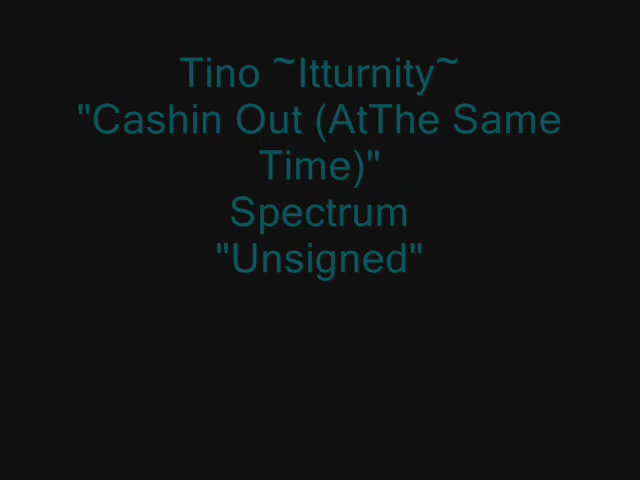 Tino ~Itturnity~
"Cashin Out (AtThe Same
Time)"
Spectrum
"Unsigned"